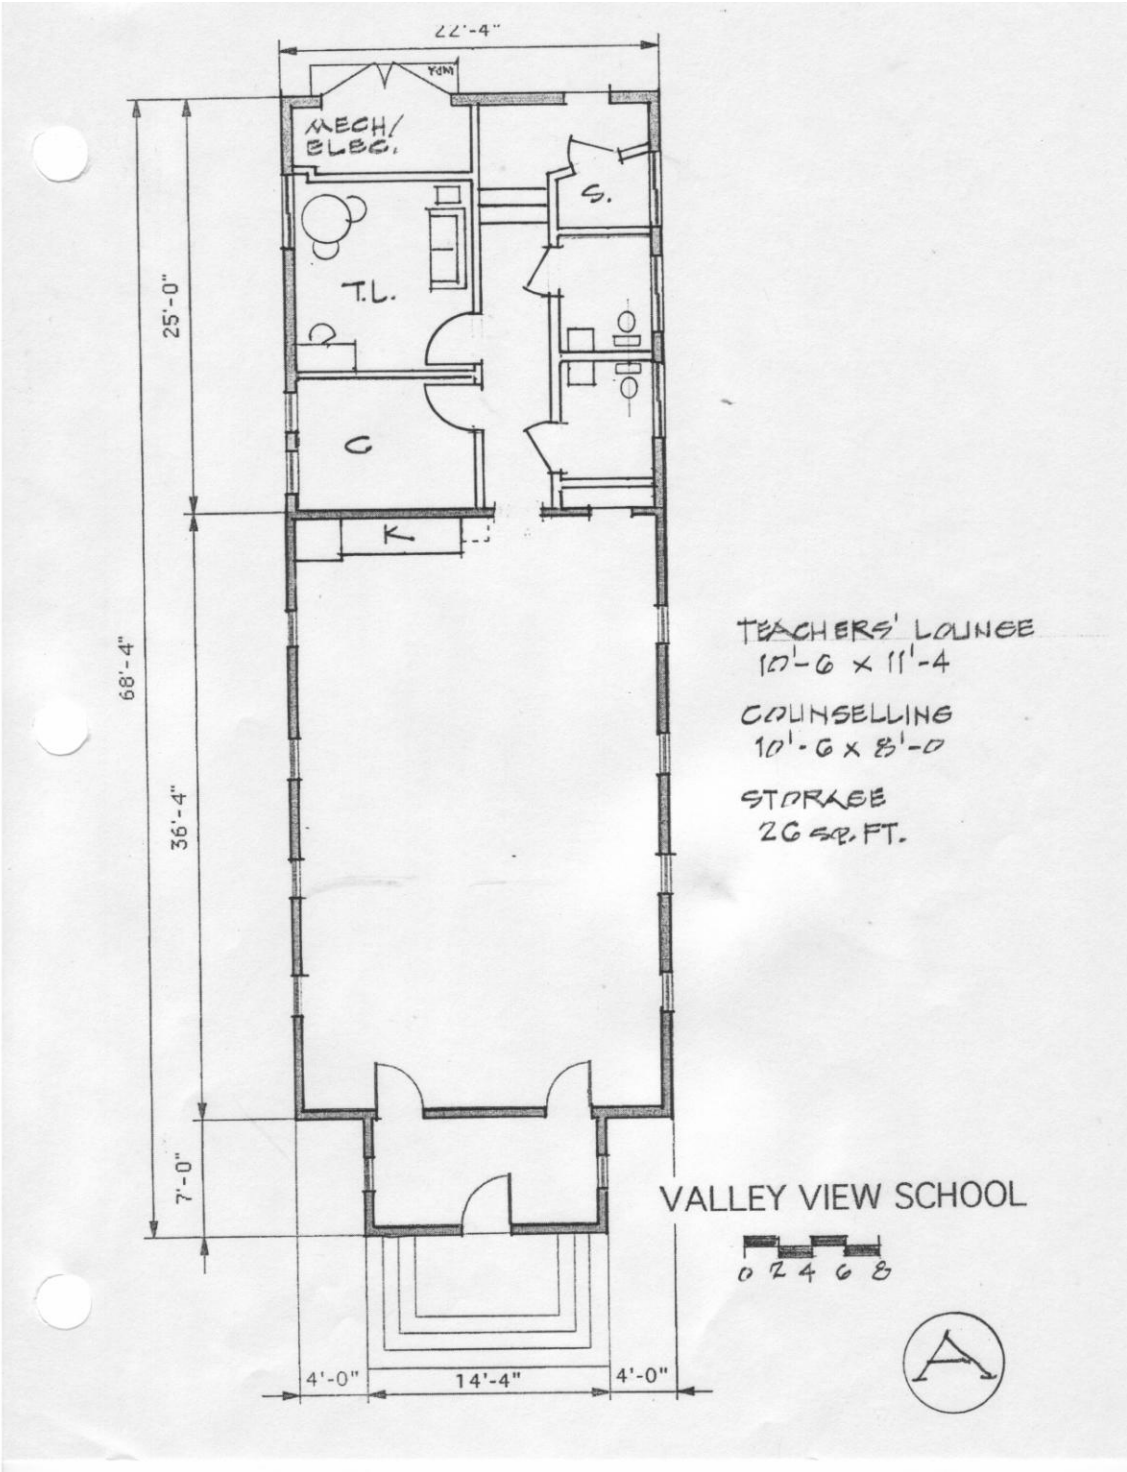 22'-4"
MECH/
ELEC.
S.
T.L.
25'-0"
C
K
68'-4"
TEACHERS' LOUNGE
10'-6 x 11'-4
COUNSELLING
10'-6 x 8'-0
36'-4"
STORAGE
26 SQ. FT.
7'-0"
VALLEY VIEW SCHOOL
0 2 4 6 8
4'-0" 14'-4" 4'-0"
A